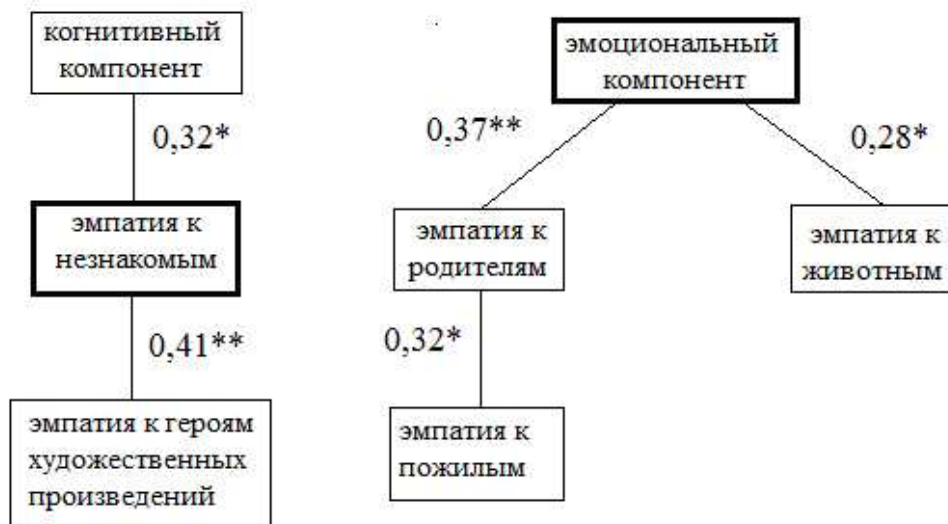 когнитивный
компонент
0,32*
эмпатия к
незнакомым
0,41**
эмпатия к героям
художественных
произведений
эмоциональный
компонент
0,37**
0,28*
эмпатия к
родителям
эмпатия к
животным
0,32*
эмпатия к
пожилым